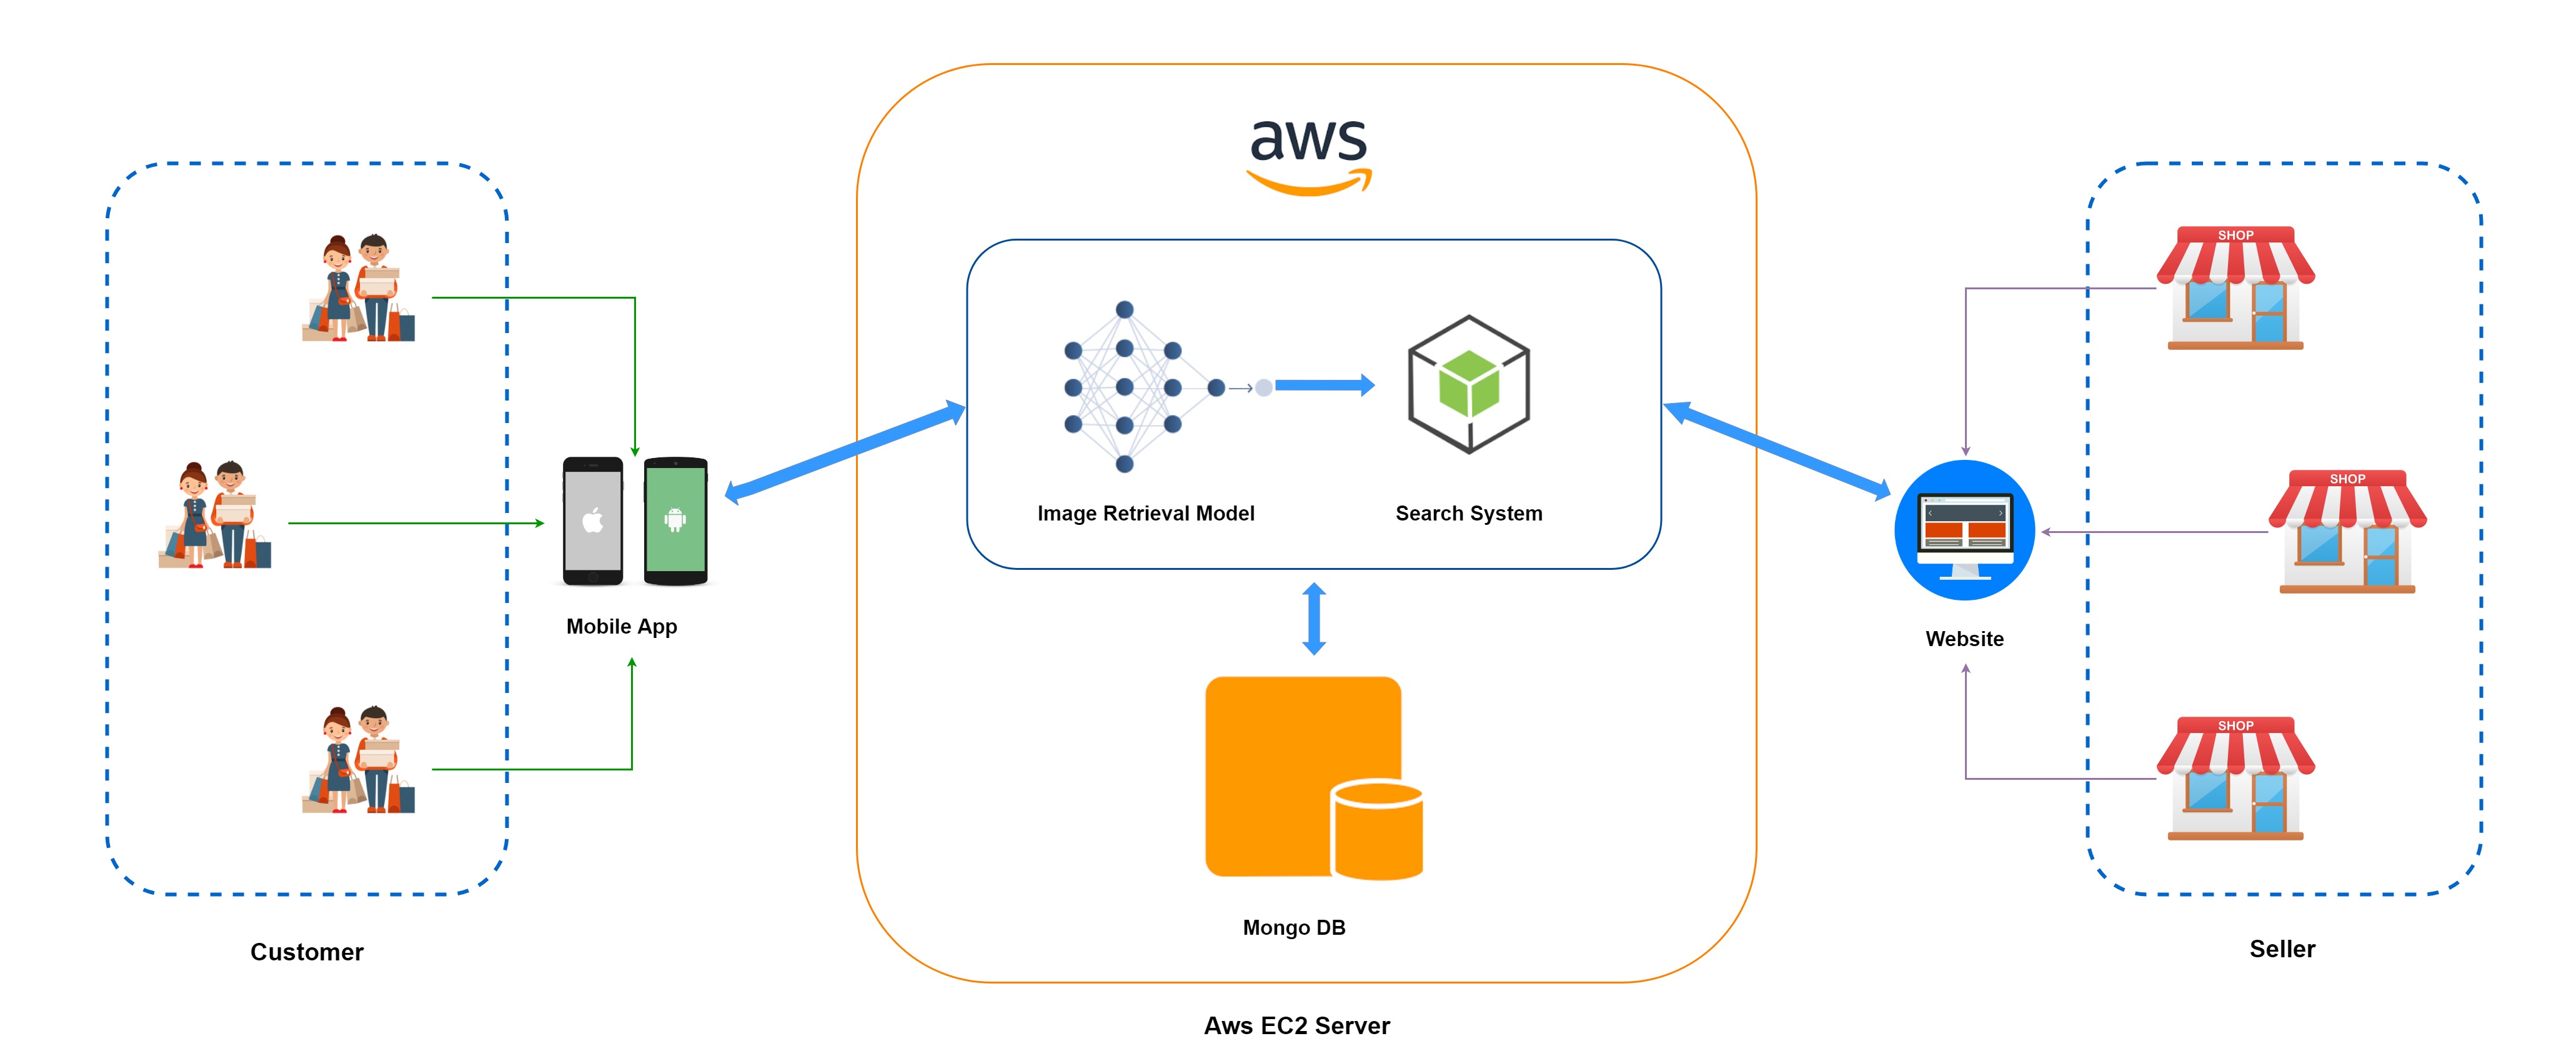 aws
SHOP
Image Retrieval Model
Search System
SHOP
Mobile App
Website
SHOP
Mongo DB
Customer
Seller
Aws EC2 Server